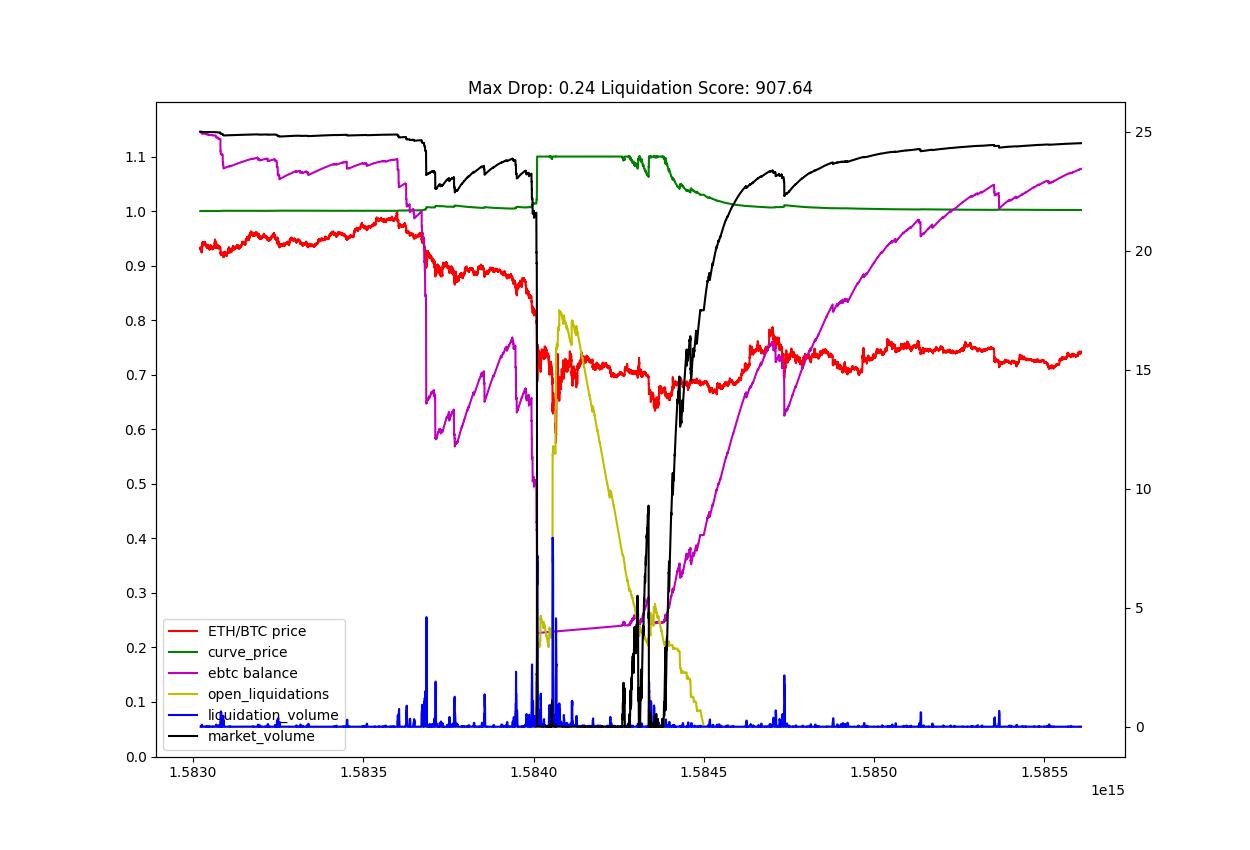 Max Drop: 0.24 Liquidation Score: 907.64
1.1
1.0
0.9
0.8
0.7
0.6
0.5
0.4
0.3
0.2
0.1
0.0
25
20
15
10
5
0
ETH/BTC price
curve_price
ebtc balance
open_liquidations
liquidation_volume
market_volume
1.5830 1.5835 1.5840 1.5845 1.5850 1.5855
1e15